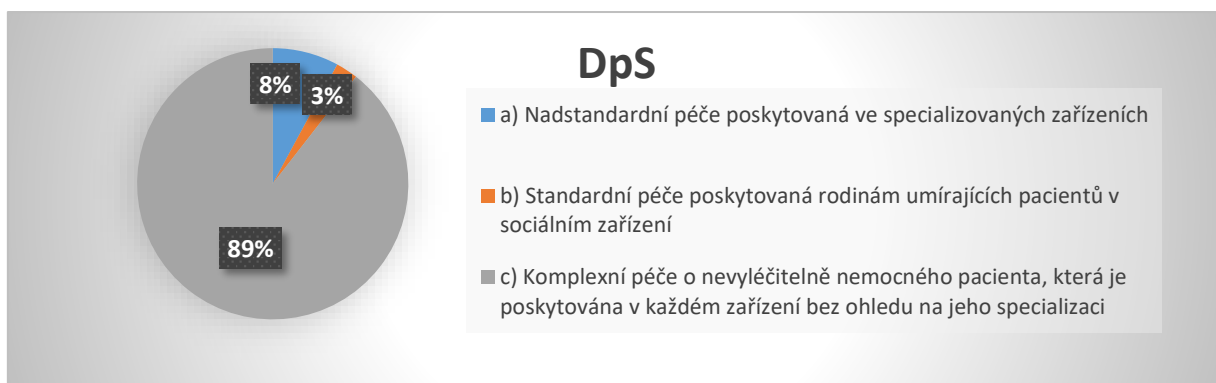 DpS
8%
3%
89%
a) Nadstandardní péče poskytovaná ve specializovaných zařízeních
b) Standardní péče poskytovaná rodinám umírajících pacientů v
sociálním zařízení
c) Komplexní péče o nevyléčitelně nemocného pacienta, která je
poskytována v každém zařízení bez ohledu na jeho specializaci